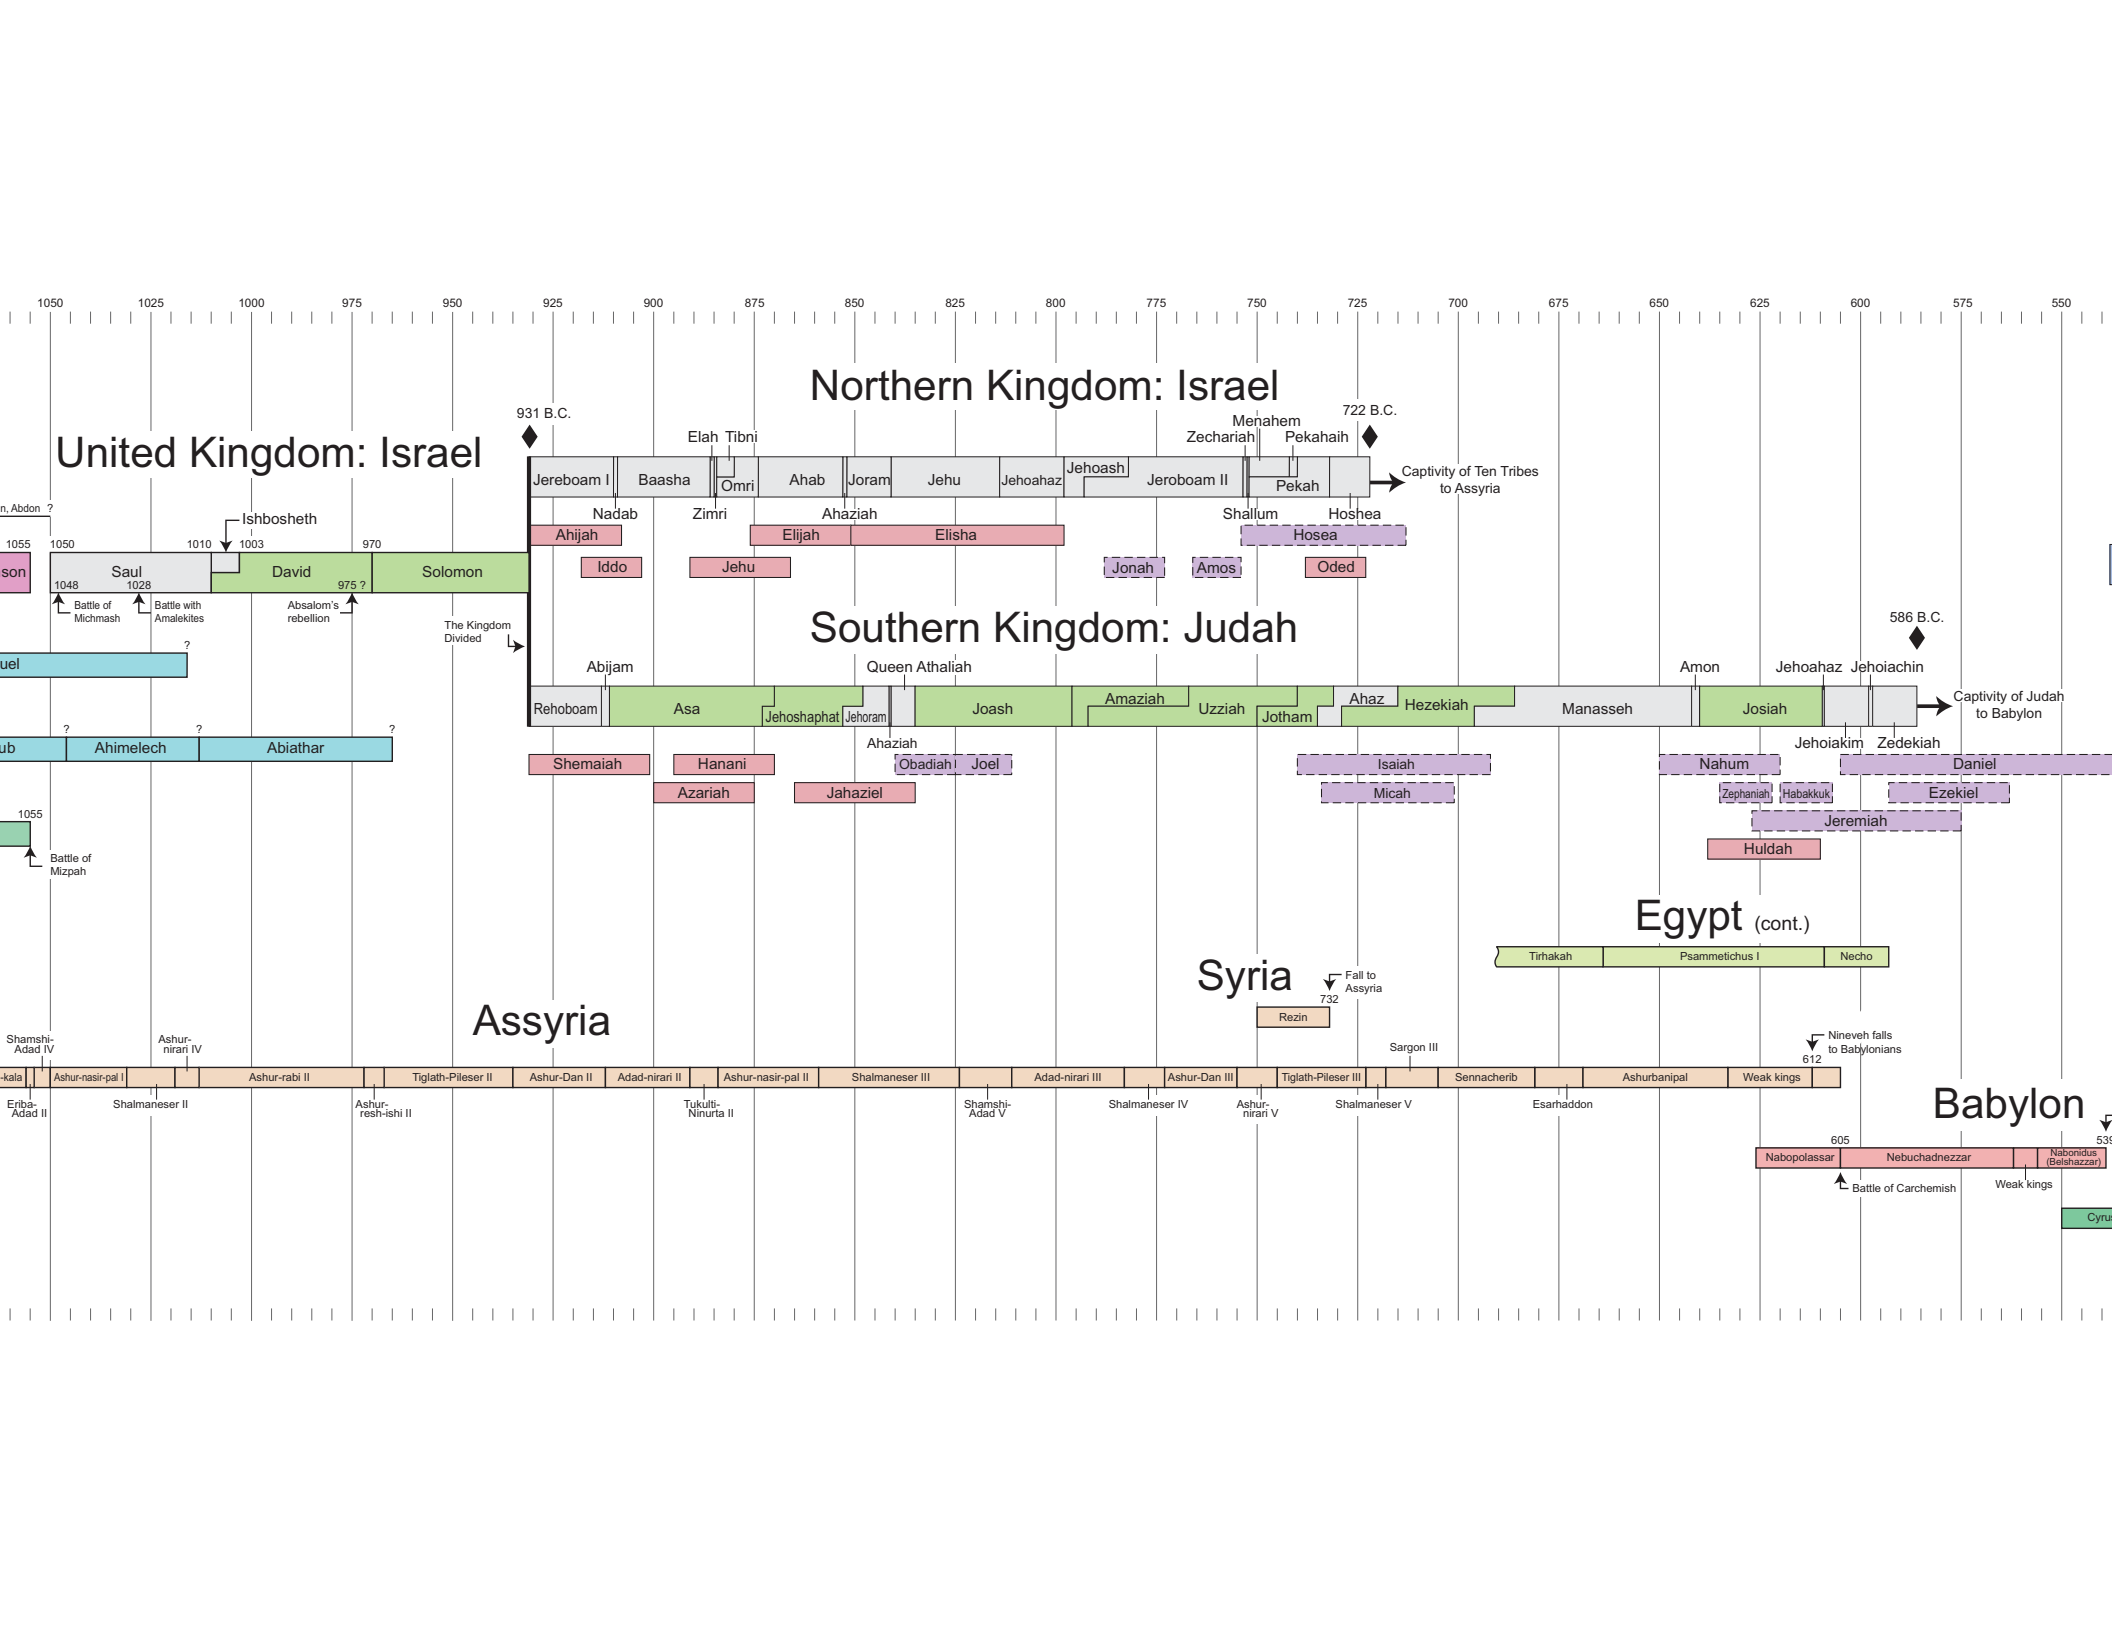 1050 1025 1000 975 950 925 900 875 850 825 800 775 750 725 700 675 650 625 600 575 550
Northern Kingdom: Israel
931 B.C.
722 B.C.
United Kingdom: Israel
Menahem
Elah Tibni
Zechariah Pekahaiah
Jereboam I Baasha Omri Ahab Joram Jehu Jehoahaz Jehoash Jeroboam II Pekah
Captivity of Ten Tribes
to Assyria
n, Abdon ?
Nadab Zimri Ahaziah Shallum Hoshea
Ishbosheth
Ahijah Elijah Elisha Hosea
1055 1050 1010 1003 970
son Saul David Solomon
Iddo Jehu Jonah Amos Oded
1048 1028 975 ?
Battle of
Michmash
Battle with
Amalekites
Absalom's
rebellion
Southern Kingdom: Judah
586 B.C.
The Kingdom
Divided
?
uel
Abijam Queen Athaliah Amon Jehoahaz Jehoiachin
Rehoboam Asa Jehoshaphat Jehoram Joash Amaziah Uzziah Jotham Ahaz Hezekiah Manasseh Josiah
Captivity of Judah
to Babylon
? ? ?
ub Ahimelech Abiathar
Ahaziah Jehoiakim Zedekiah
Shemaiah Hanani Obadiah Joel Isaiah Nahum Daniel
Azariah Jahaziel Micah Zephaniah Habakkuk Ezekiel
Jeremiah
1055
Huldah
Battle of
Mizpah
Egypt (cont.)
Tirhakah Psammetichus I Necho
Syria
Fall to
Assyria
732
Rezin
Assyria
Shamshi-
Adad IV
Ashur-
nirari IV
Sargon III
Nineveh falls
to Babylonians
612
-kala Ashur-nasir-pal I Ashur-rabi II Tiglath-Pileser II Ashur-Dan II Adad-nirari II Ashur-nasir-pal II Shalmaneser III Adad-nirari III Ashur-Dan III Tiglath-Pileser III Sennacherib Ashurbanipal Weak kings
Eriba-
Adad II
Shalmaneser II
Ashur-
resh-ishi II
Tukulti-
Ninurta II
Shamshi-
Adad V
Shalmaneser IV
Ashur-
nirari V
Shalmaneser V
Esarhaddon
Babylon
605 539
Nabopolassar Nebuchadnezzar Nabonidus
(Belshazzar)
Battle of Carchemish
Weak kings
Cyru